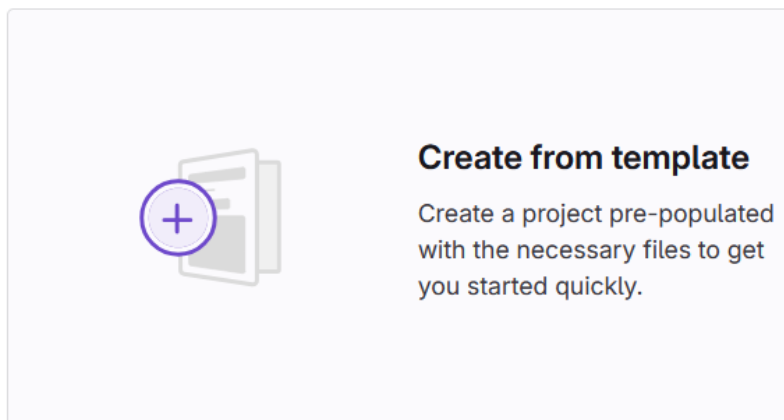 Create from template
Create a project pre-populated
with the necessary files to get
you started quickly.